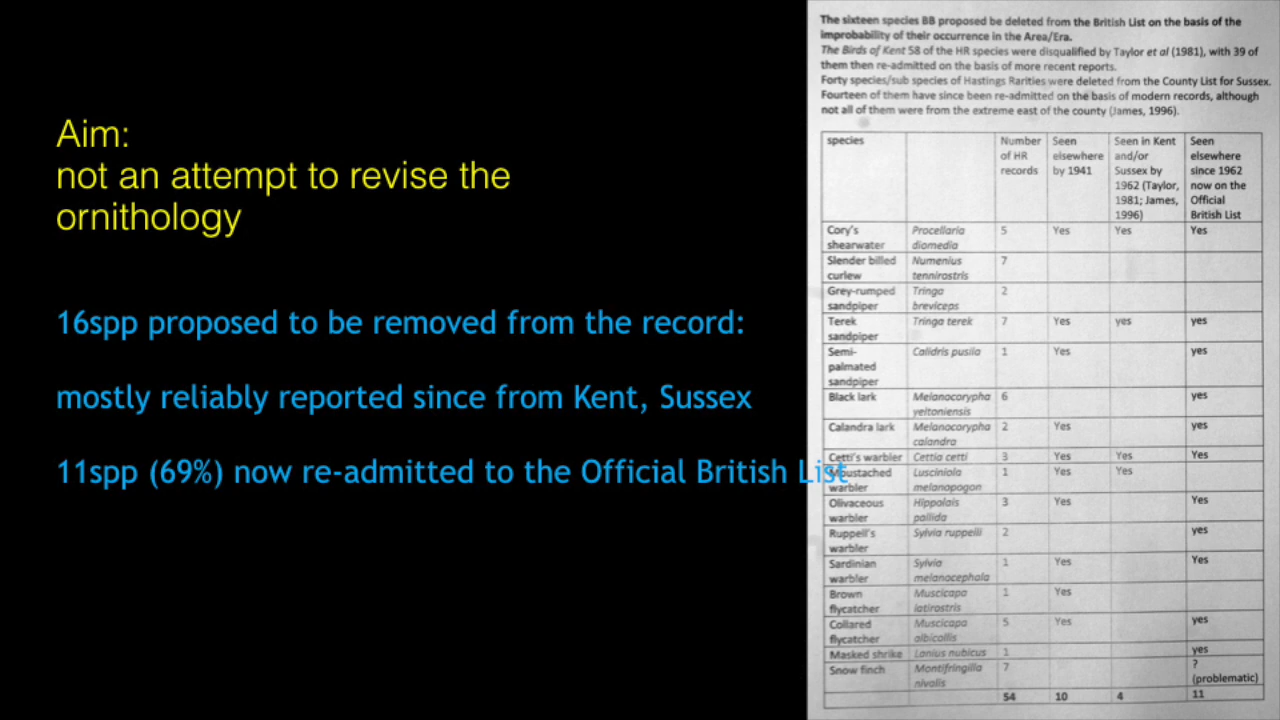 Aim:
not an attempt to revise the
ornithology
16spp proposed to be removed from the record:
mostly reliably reported since from Kent, Sussex
11spp (69%) now re-admitted to the Official British List
The sixteen species BB proposed be deleted from the British List on the basis of the
improbability of their occurrence in the Area/Era.
The Birds of Kent 58 of the HR species were disqualified by Taylor et al (1981), with 39 of
them then re-admitted on the basis of more recent reports.
Forty species/sub species of Hastings Rarities were deleted from the County List for Sussex.
Fourteen of them have since been re-admitted on the basis of modern records, although
not all of them were from the extreme east of the county (James, 1996).
species Number Seen Seen in Kent Seen
of HR elsewhere and/or elsewhere
records by 1941 Sussex by since 1962
1962 (Taylor, now on the
1981; James, Official
1996) British List
Cory's Procellaria 5 Yes Yes Yes
shearwater diomedia
Slender billed Numenius 7
curlew tennirostris
Grey-rumped Tringa 2
sandpiper breviceps
Terek Tringa terek 7 Yes yes yes
sandpiper
Semi- Calidris pusila 1 Yes yes
palmated
sandpiper
Black lark Melanocorypha 6 yes
yeltoniensis
Calandra lark Melanocorypha 2 Yes yes
calandra
Cetti's warbler Cettia cetti 3 Yes Yes Yes
Moustached Lusciniola 1 Yes Yes
warbler melanopogon
Olivaceous Hippolais 3 Yes Yes
warbler pallida
Ruppell's Sylvia ruppelli 2 yes
warbler
Sardinian Sylvia 1 Yes Yes
warbler melanocephala
Brown Muscicapa 1 Yes
flycatcher latirostris
Collared Muscicapa 5 Yes yes
flycatcher albicollis
Masked shrike Lanius nubicus 1 yes
Snow finch Montifringilla 7 ?
nivalis (problematic)
54 10 4 11